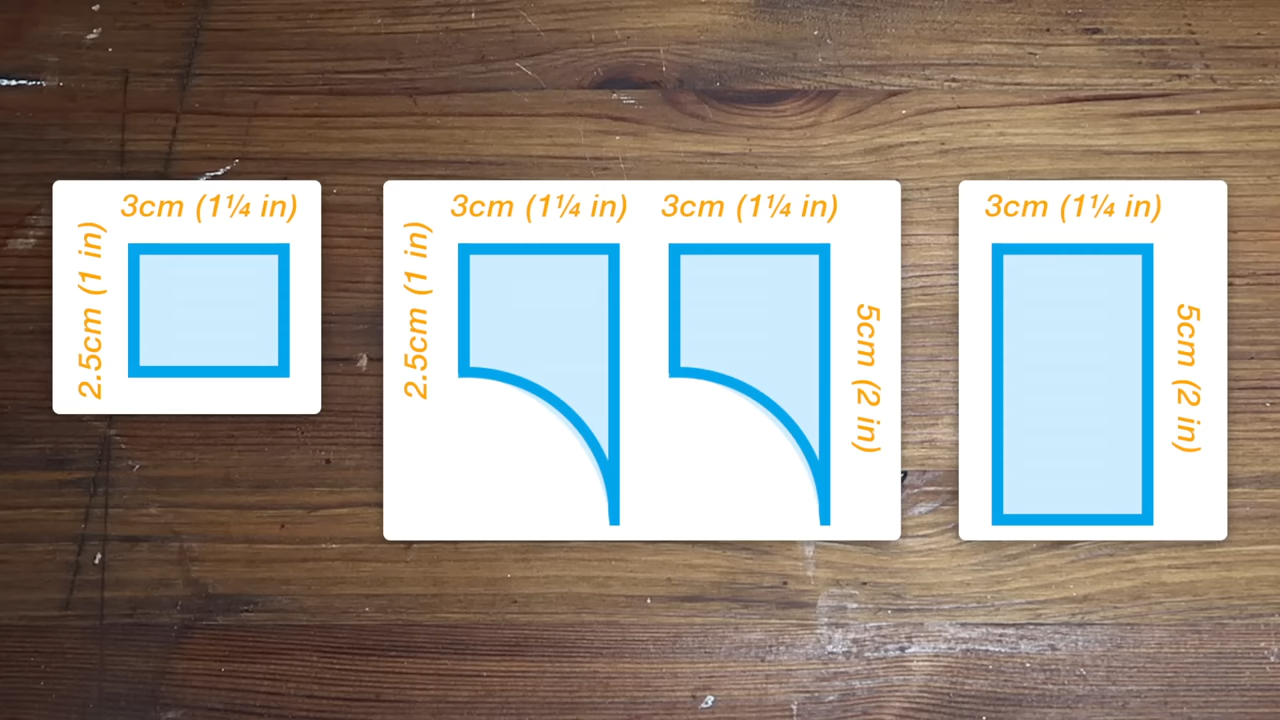 3cm (1¼ in)
2.5cm (1 in)
3cm (1¼ in)
3cm (1¼ in)
2.5cm (1 in)
5cm (2 in)
3cm (1¼ in)
5cm (2 in)